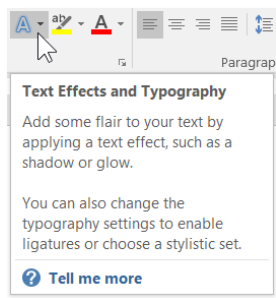 A aby A
Paragrap
Text Effects and Typography
Add some flair to your text by
applying a text effect, such as a
shadow or glow.
You can also change the
typography settings to enable
ligatures or choose a stylistic set.
? Tell me more